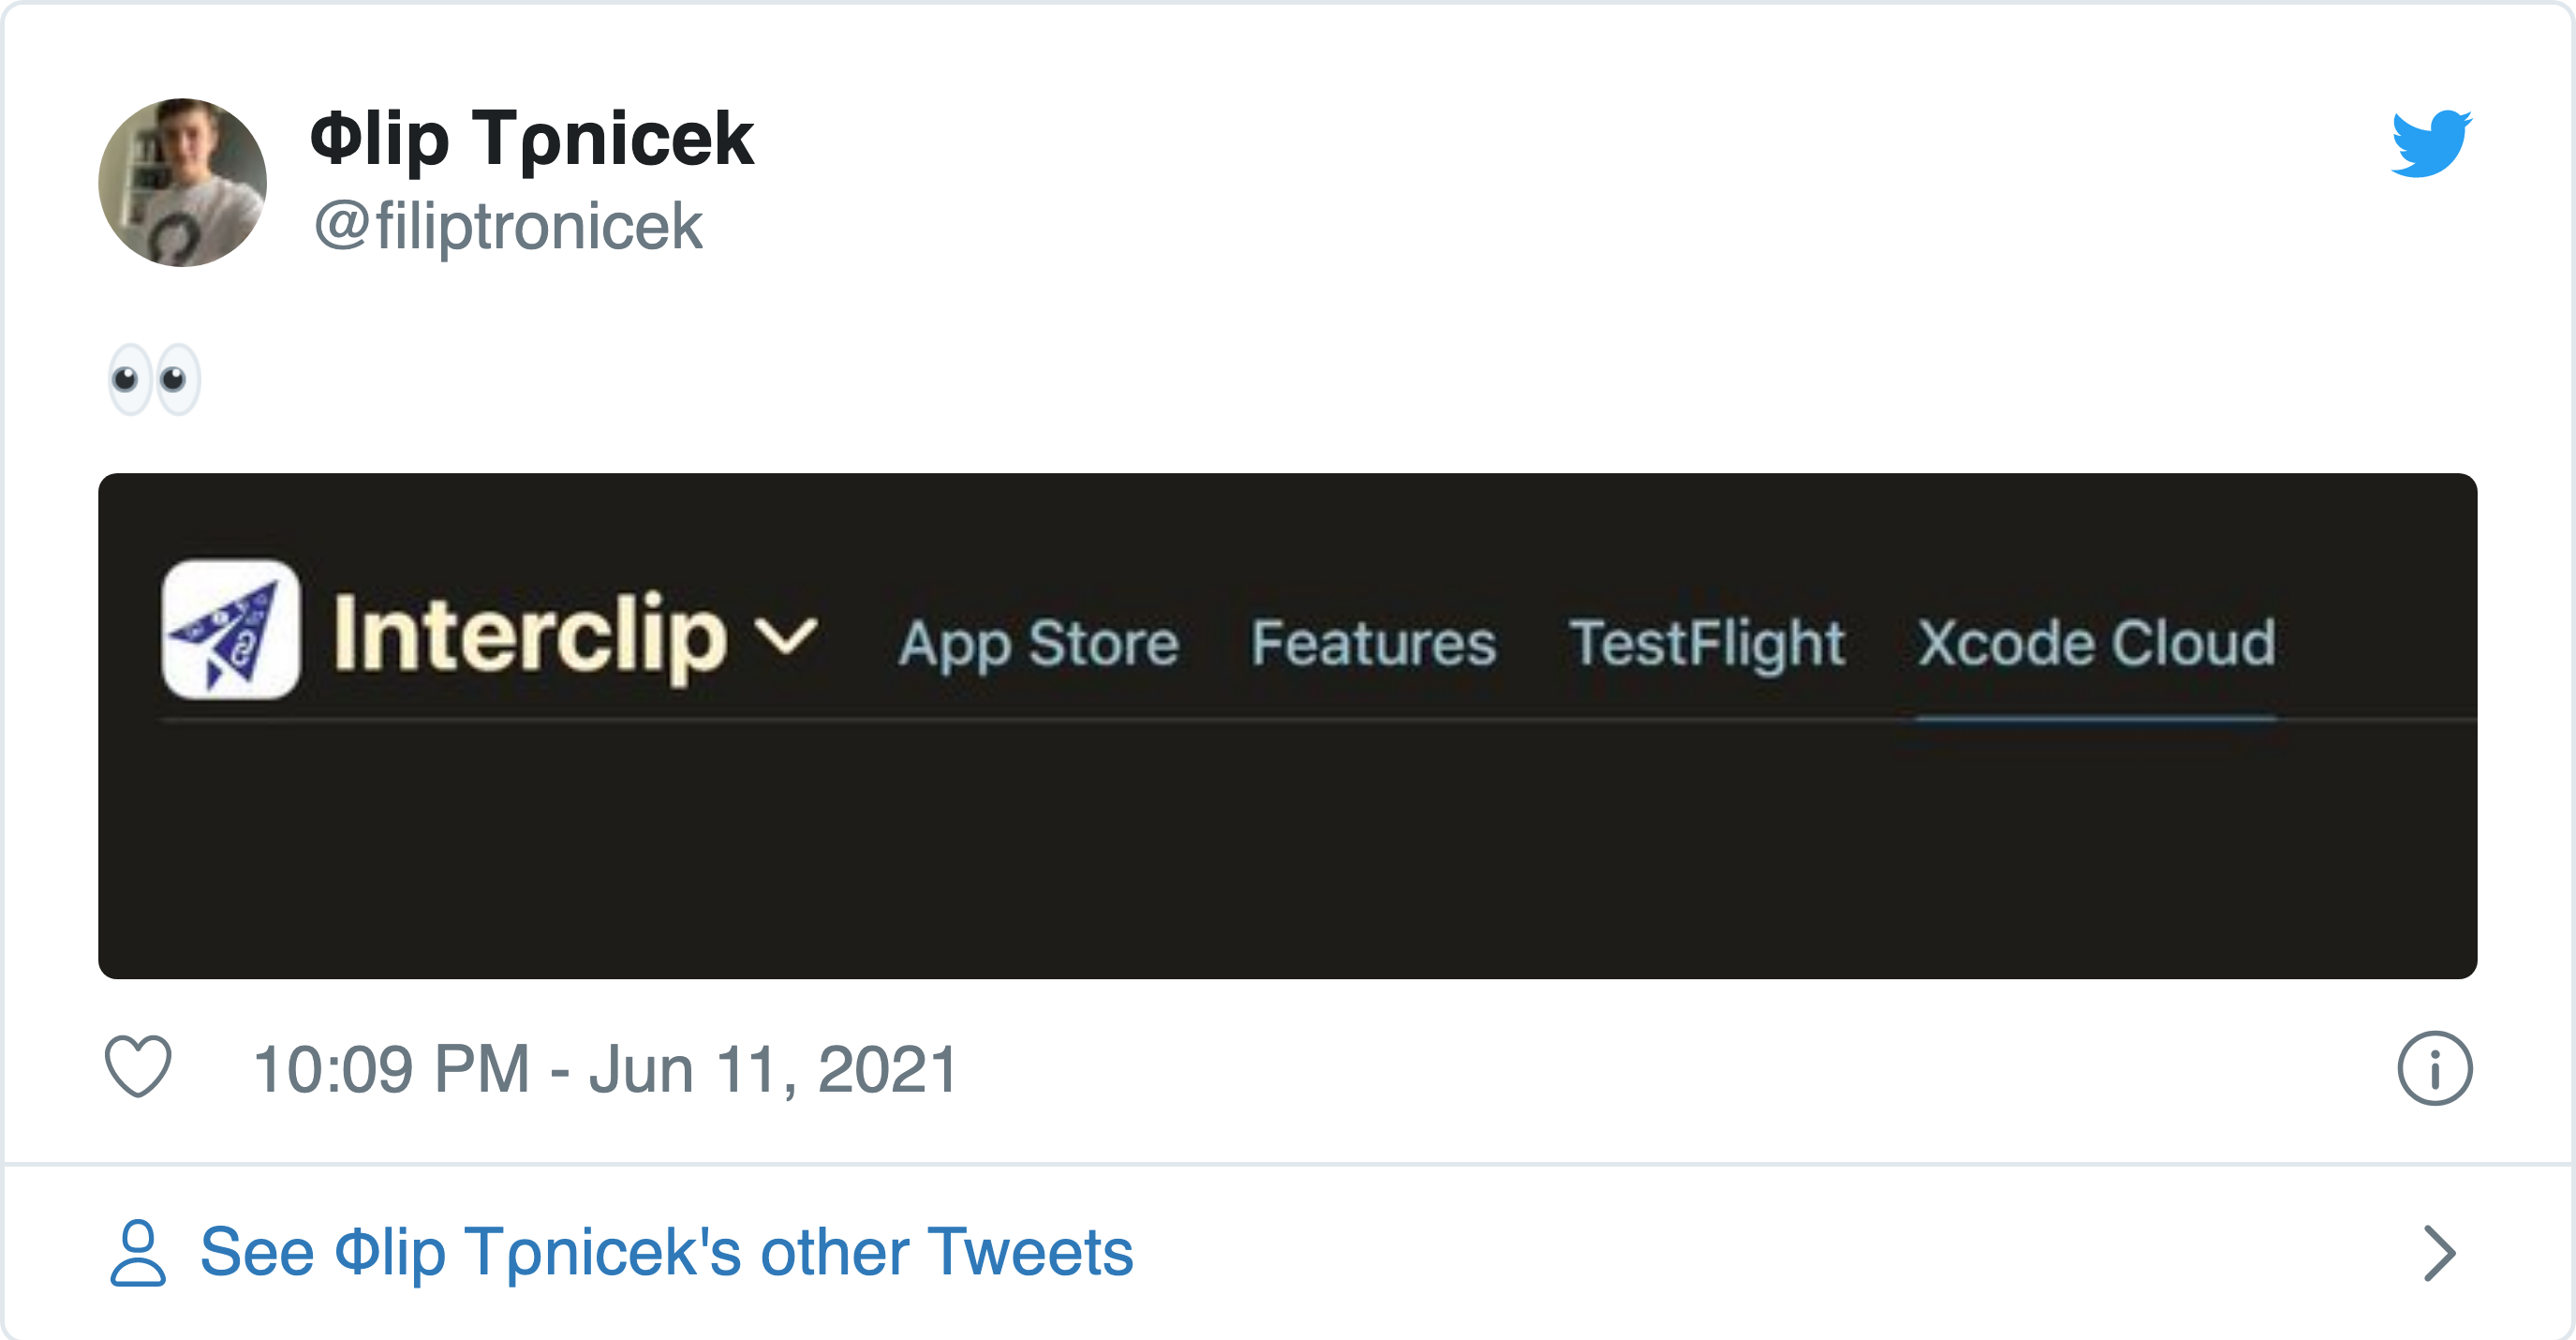 Φlip Tρnicek
@filiptronicek
👀
Interclip App Store Features TestFlight Xcode Cloud
10:09 PM - Jun 11, 2021
See Φlip Tρnicek's other Tweets